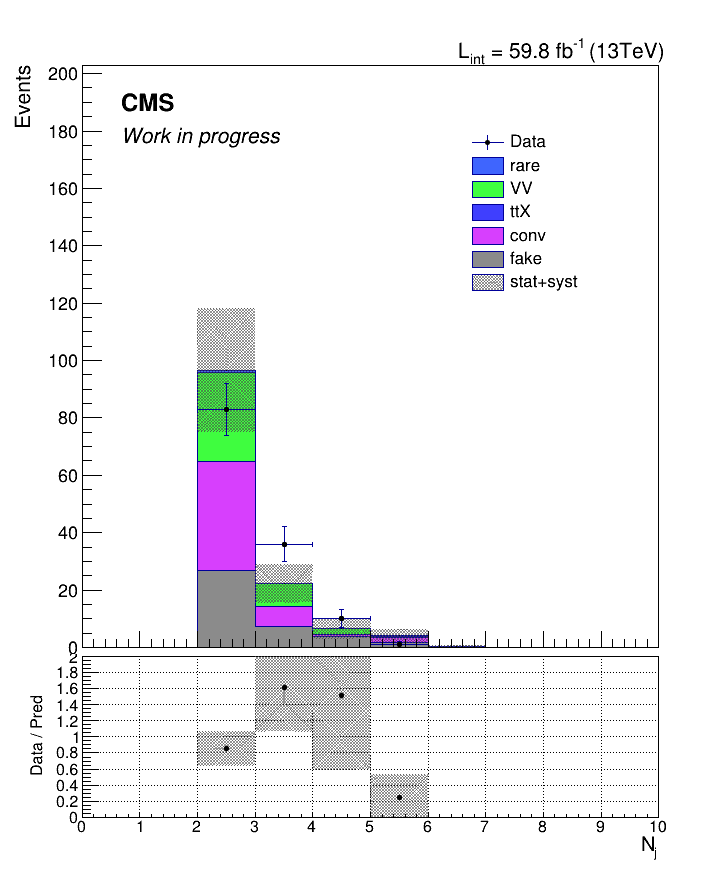 L_int = 59.8 fb^-1 (13TeV)
Events
200
180
160
140
120
100
80
60
40
20
0
CMS
Work in progress
Data
rare
VV
ttX
conv
fake
stat+syst
Data / Pred
2
1.8
1.6
1.4
1.2
1
0.8
0.6
0.4
0.2
0
0 1 2 3 4 5 6 7 8 9 10
N_j